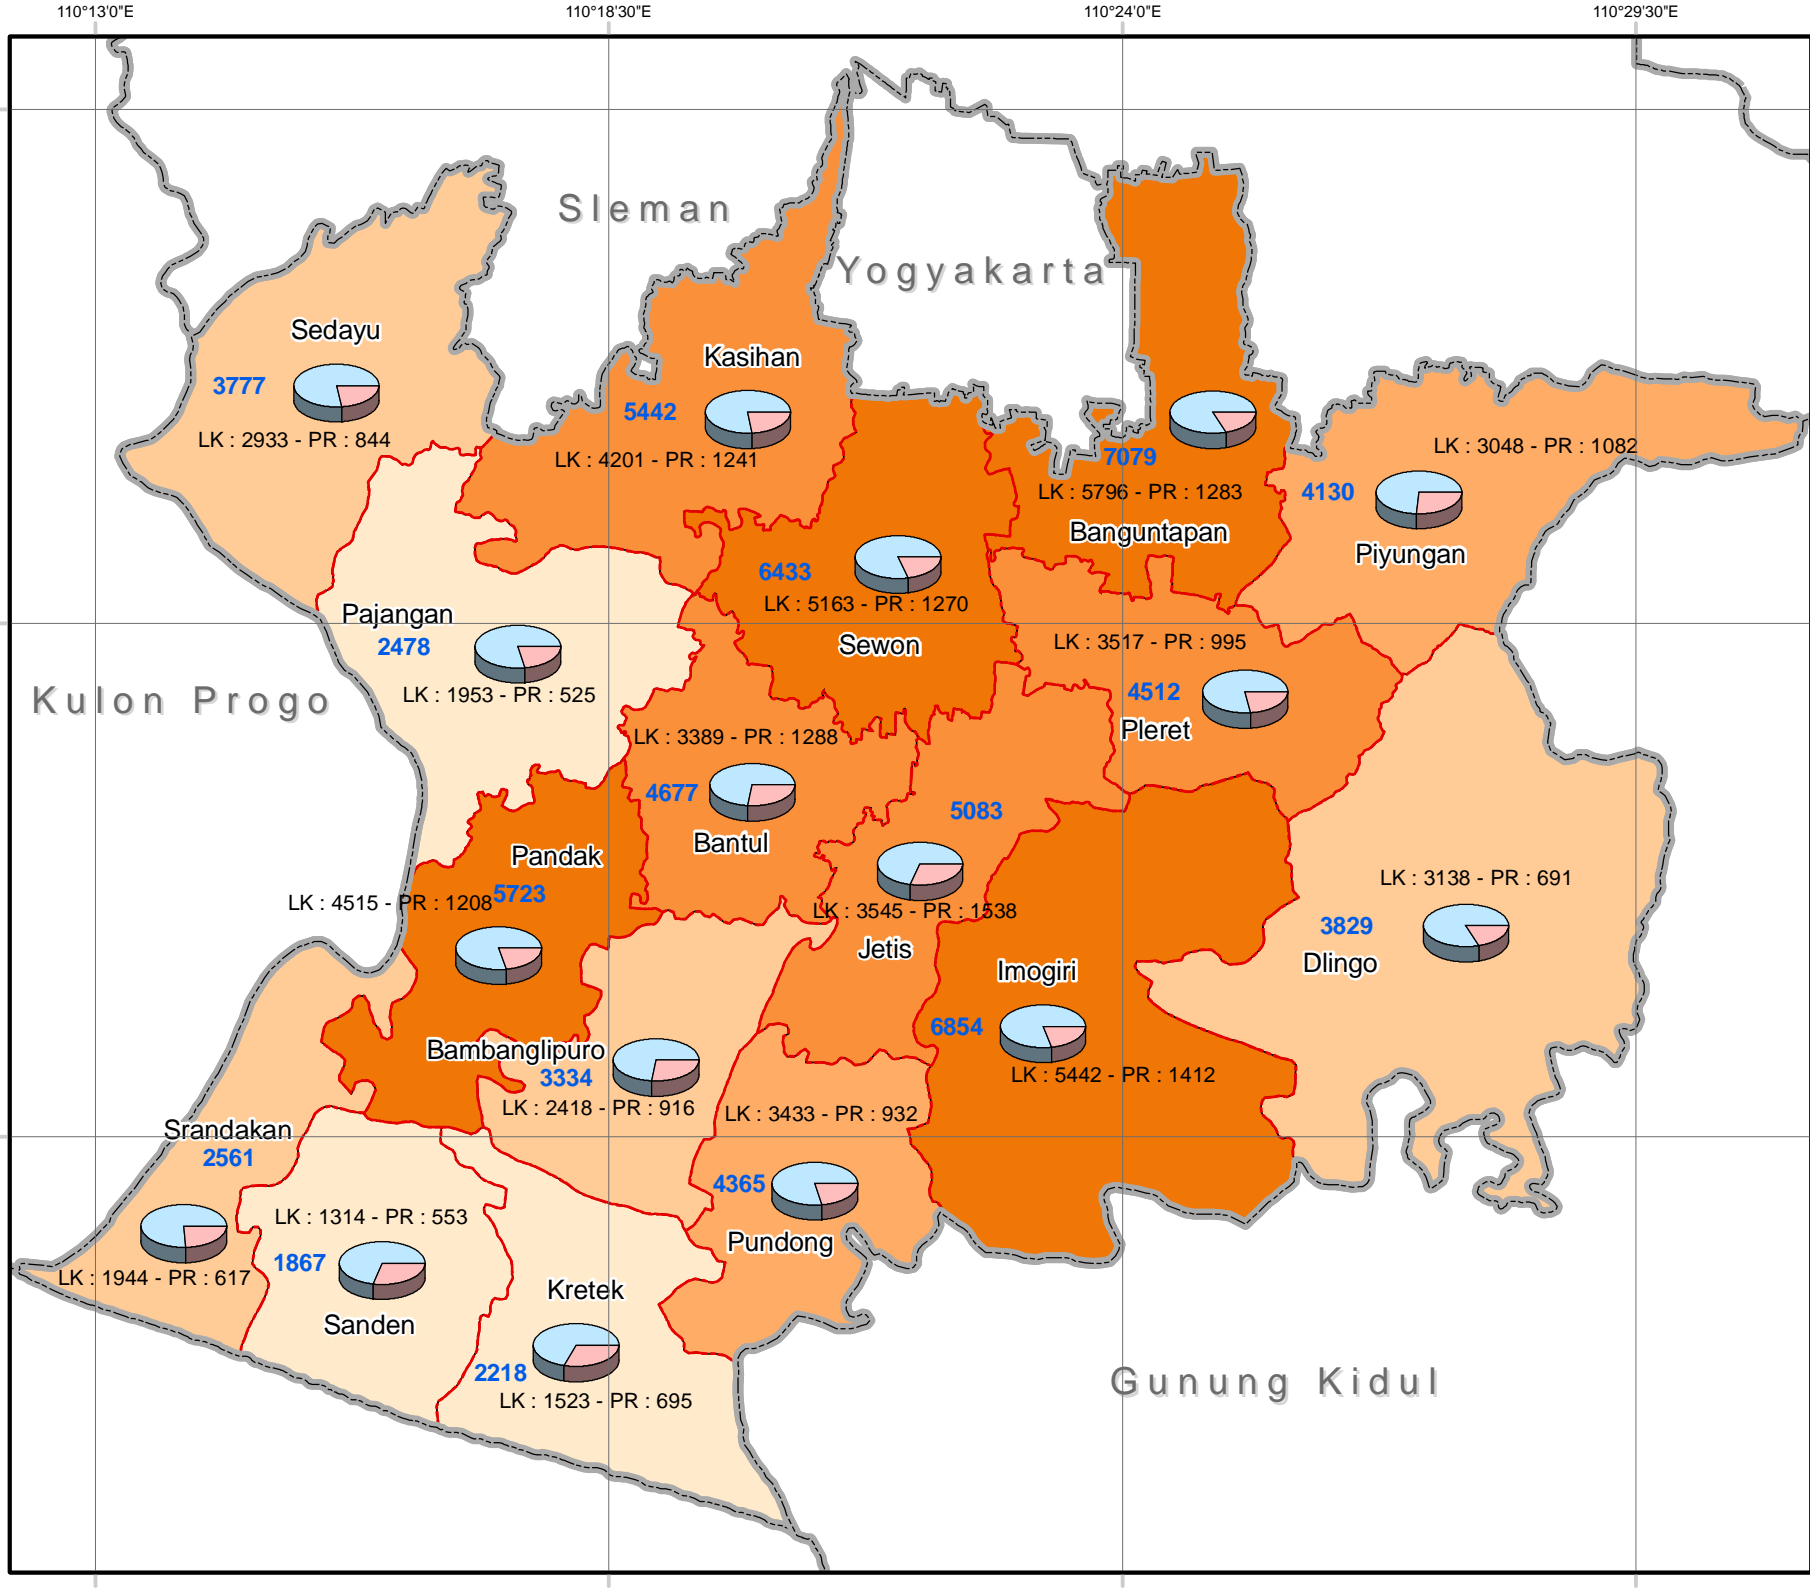 110°13'0"E
110°18'30"E
110°24'0"E
110°29'30"E
Sleman
Yogyakarta
Sedayu
3777
LK : 2933 - PR : 844
Kasihan
5442
LK : 4201 - PR : 1241
7079
LK : 5796 - PR : 1283
Banguntapan
LK : 3048 - PR : 1082
4130
Piyungan
6433
LK : 5163 - PR : 1270
Sewon
Pajangan
2478
LK : 1953 - PR : 525
Kulon Progo
LK : 3517 - PR : 995
4512
Pleret
LK : 3389 - PR : 1288
4677
Bantul
5083
LK : 3545 - PR : 1538
Jetis
Pandak
5723
LK : 4515 - PR : 1208
LK : 3138 - PR : 691
3829
Dlingo
Imogiri
6854
LK : 5442 - PR : 1412
Bambanglipuro
3334
LK : 2418 - PR : 916
LK : 3433 - PR : 932
4365
Pundong
Srandakan
2561
LK : 1944 - PR : 617
LK : 1314 - PR : 553
1867
Sanden
Kretek
2218
LK : 1523 - PR : 695
Gunung Kidul